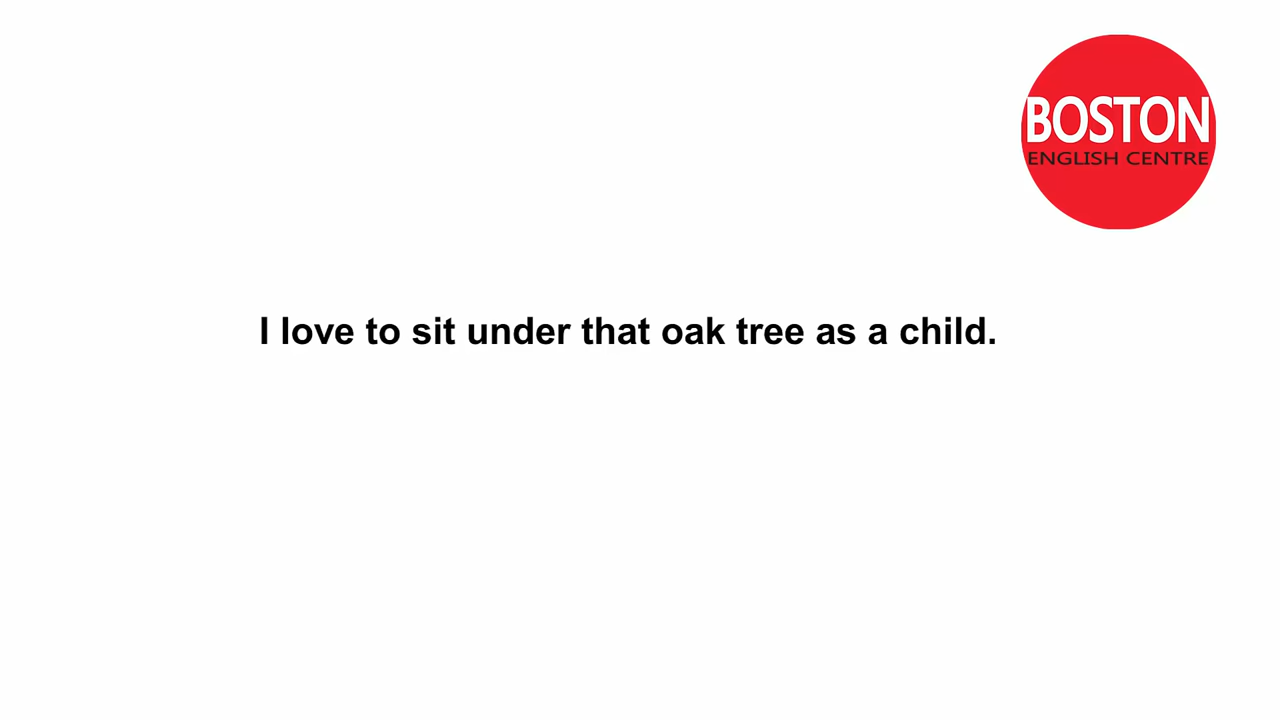 BOSTON
ENGLISH CENTRE
I love to sit under that oak tree as a child.